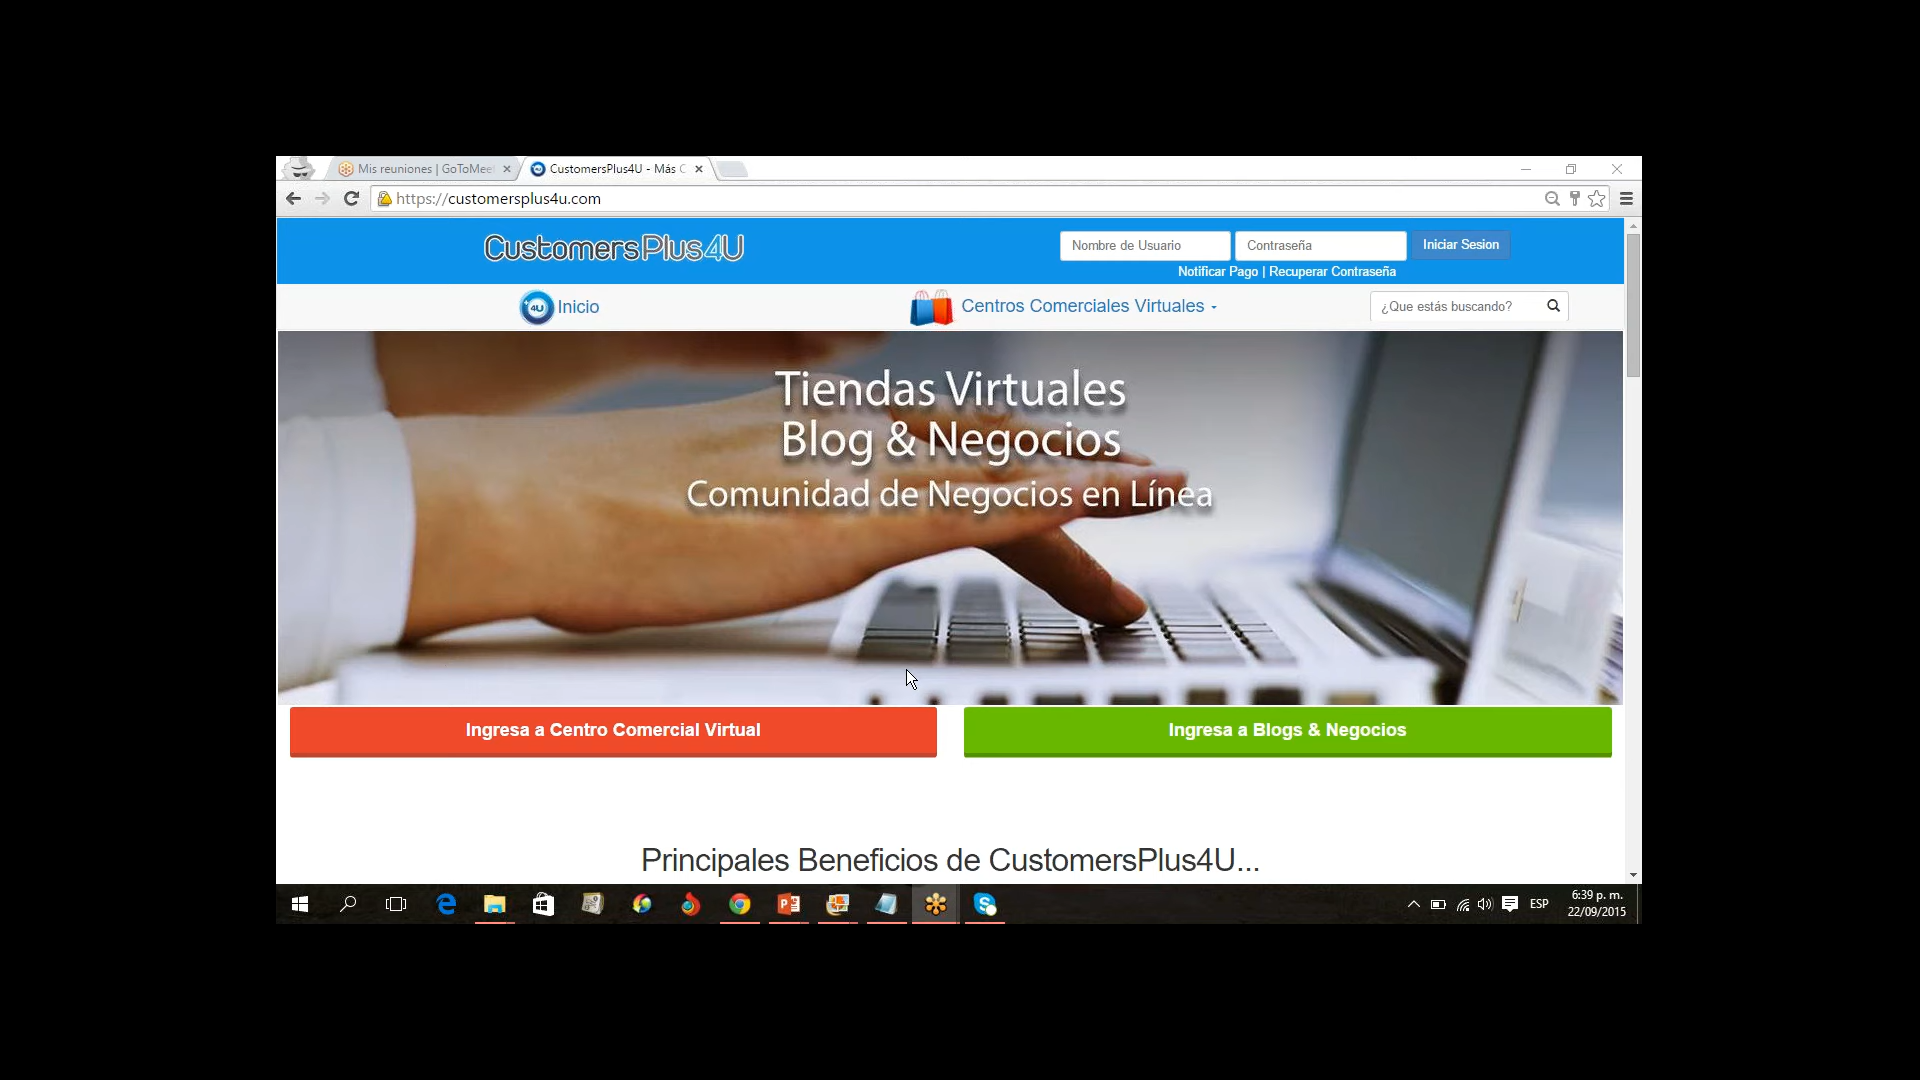 Mis reuniones | GoToMeet
CustomersPlus4U - Más C
https://customersplus4u.com
CustomersPlus4U
Nombre de Usuario
Contraseña
Iniciar Sesion
Notificar Pago | Recuperar Contraseña
4U Inicio
Centros Comerciales Virtuales
¿Que estás buscando?
Tiendas Virtuales
Blog & Negocios
Comunidad de Negocios en Línea
Ingresa a Centro Comercial Virtual
Ingresa a Blogs & Negocios
Principales Beneficios de CustomersPlus4U...
ESP
6:39 p. m.
22/09/2015